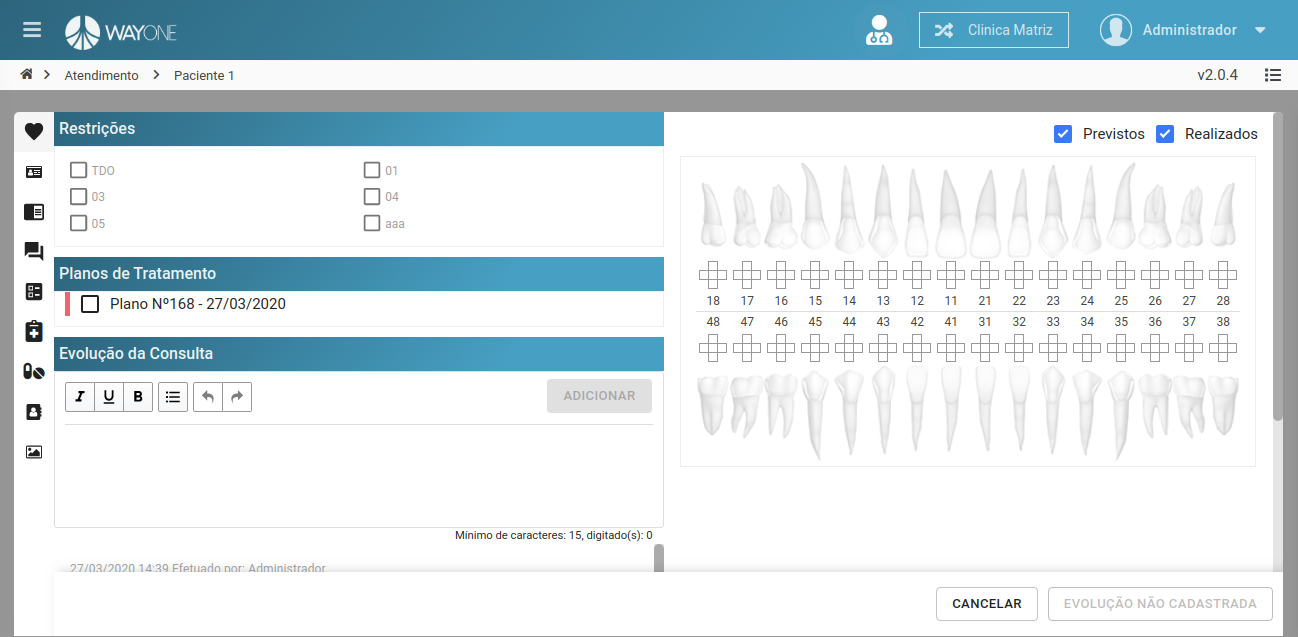 WAYONE
Clinica Matriz
Administrador
Atendimento
Paciente 1
v2.0.4
Restrições
TDO
01
03
04
05
aaa
Planos de Tratamento
Plano Nº168 - 27/03/2020
Evolução da Consulta
I U B
ADICIONAR
Mínimo de caracteres: 15, digitado(s): 0
27/03/2020 14:39 Efetuado por: Administrador
Previstos
Realizados
18 17 16 15 14 13 12 11 21 22 23 24 25 26 27 28
48 47 46 45 44 43 42 41 31 32 33 34 35 36 37 38
CANCELAR
EVOLUÇÃO NÃO CADASTRADA